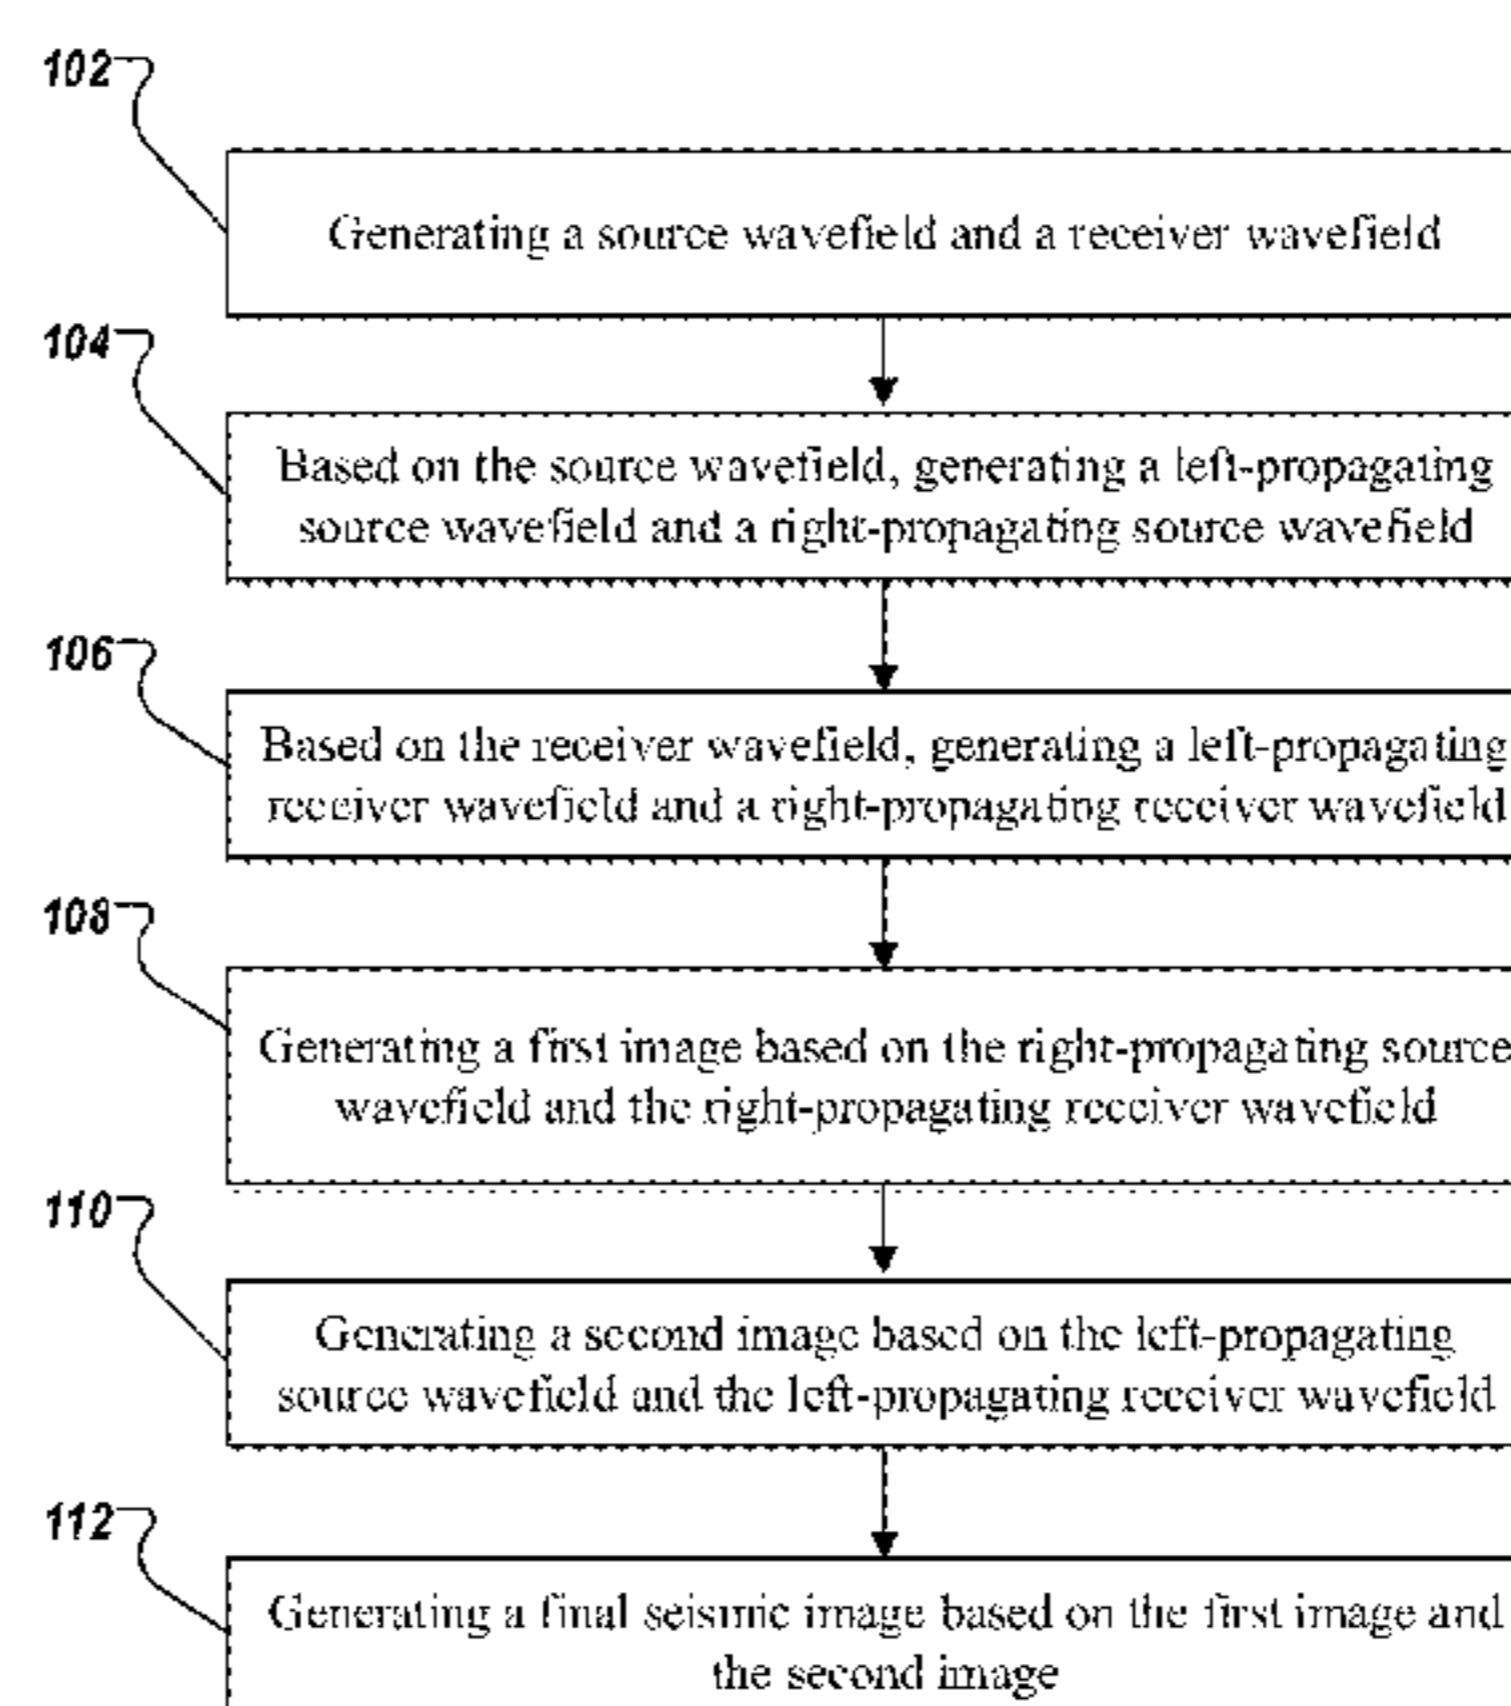 102
Generating a source wavefield and a receiver wavefield
104
Based on the source wavefield, generating a left-propagating
source wavefield and a right-propagating source wavefield
106
Based on the receiver wavefield, generating a left-propagating
receiver wavefield and a right-propagating receiver wavefield
108
Generating a first image based on the right-propagating source
wavefield and the right-propagating receiver wavefield
110
Generating a second image based on the left-propagating
source wavefield and the left-propagating receiver wavefield
112
Generating a final seismic image based on the first image and
the second image